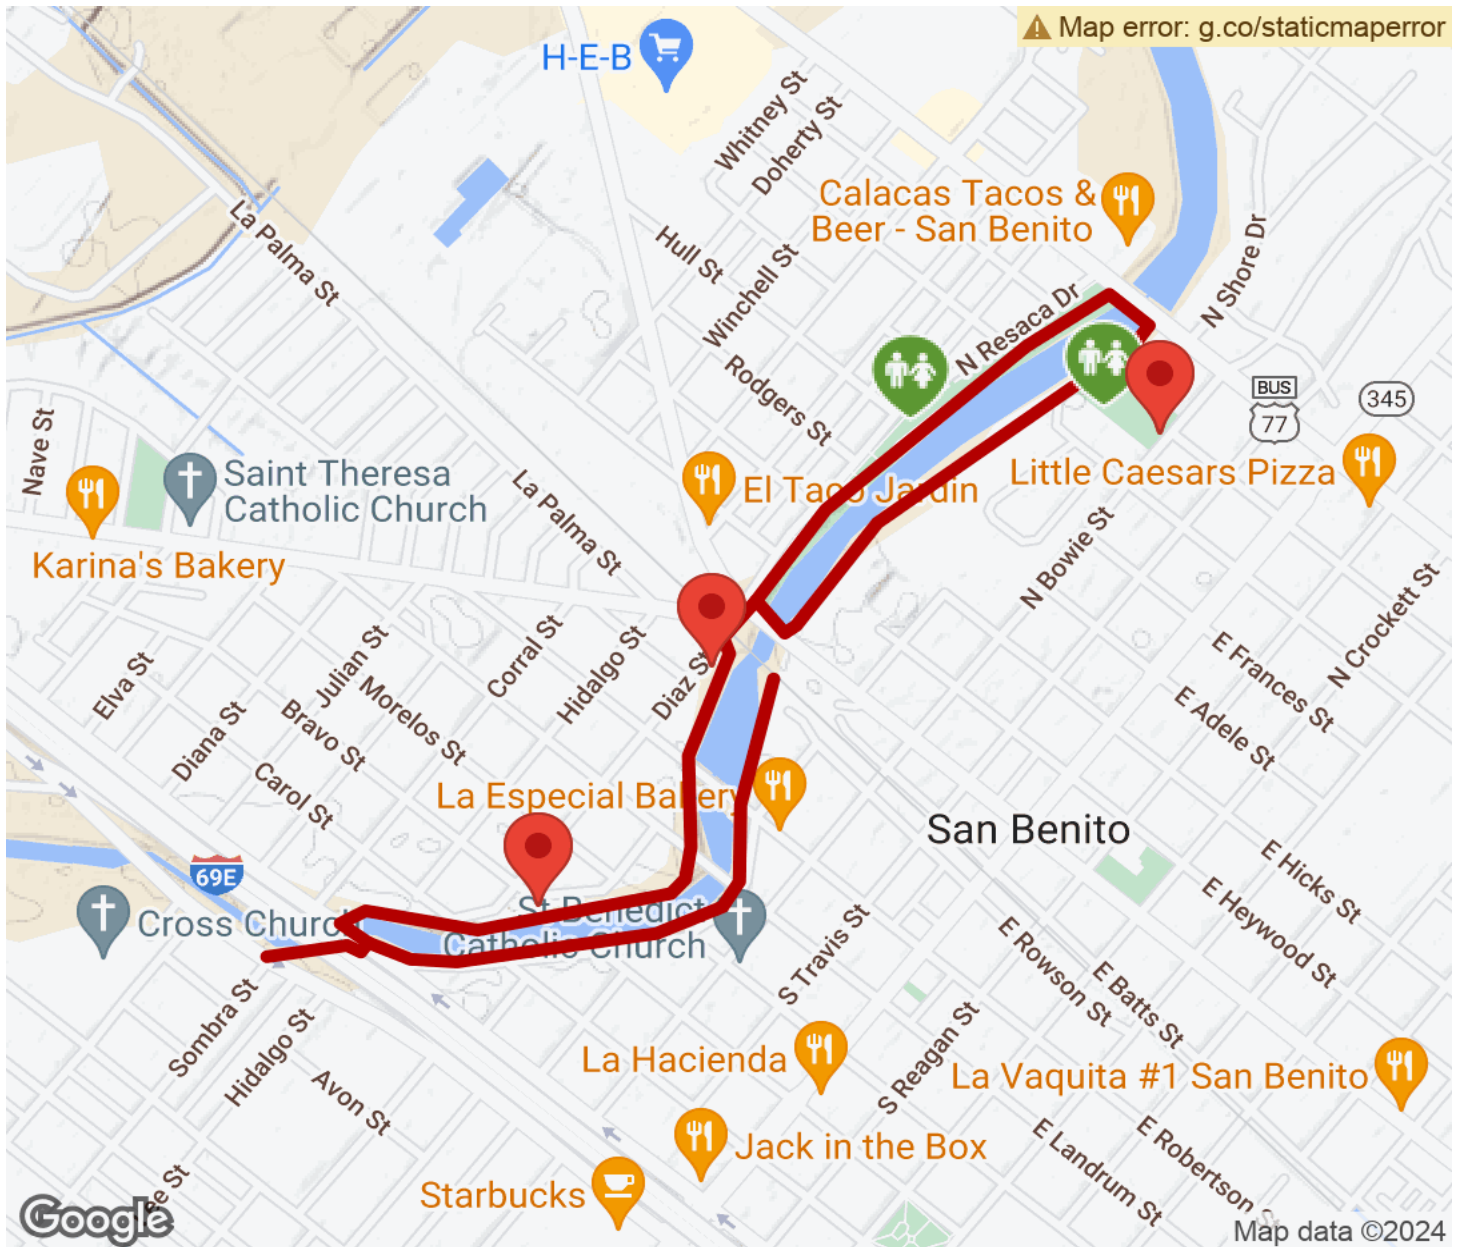 Map error: g.co/staticmaperror
H-E-B
Whitney St
Doherty St
Calacas Tacos &
Beer - San Benito
La Palma St
Hull St
Winchell St
N Shore Dr
N Resaca Dr
Rodgers St
BUS
77
345
Nave St
Saint Theresa
Catholic Church
Little Caesars Pizza
El Taco Jardin
La Palma St
Karina's Bakery
N Bowie St
N Crockett St
Elva St
Julian St
Corral St
Hidalgo St
Diaz St
E Frances St
Morelos St
Diana St
Bravo St
E Adele St
Carol St
La Especial Bakery
San Benito
69E
E Hicks St
Cross Church
St Benedict
Catholic Church
E Heywood St
S Travis St
E Rowson St
E Batts St
Sombra St
Hidalgo St
La Hacienda
S Reagan St
La Vaquita #1 San Benito
Avon St
Jack in the Box
E Landrum St
E Robertson S
Starbucks
ee St
Google
Map data ©2024